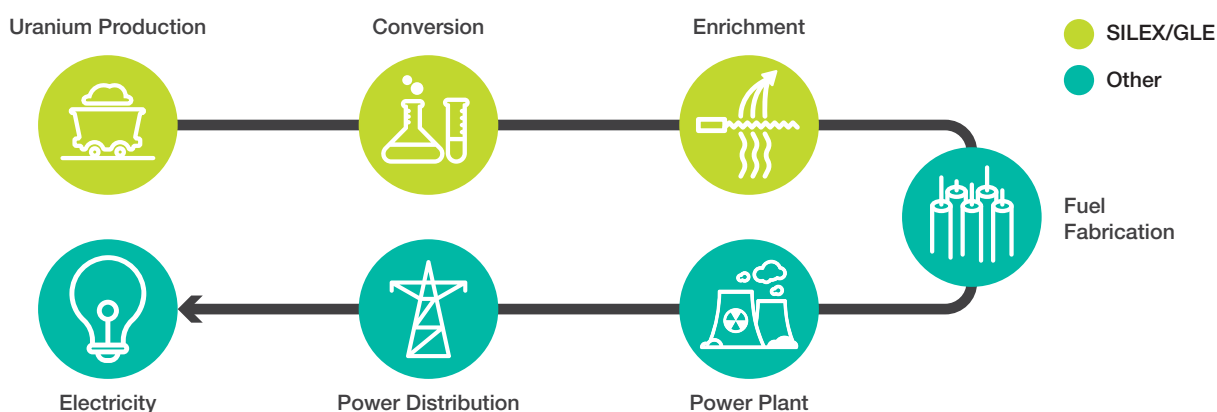 Uranium Production
Conversion
Enrichment
SILEX/GLE
Other
Fuel
Fabrication
Electricity
Power Distribution
Power Plant